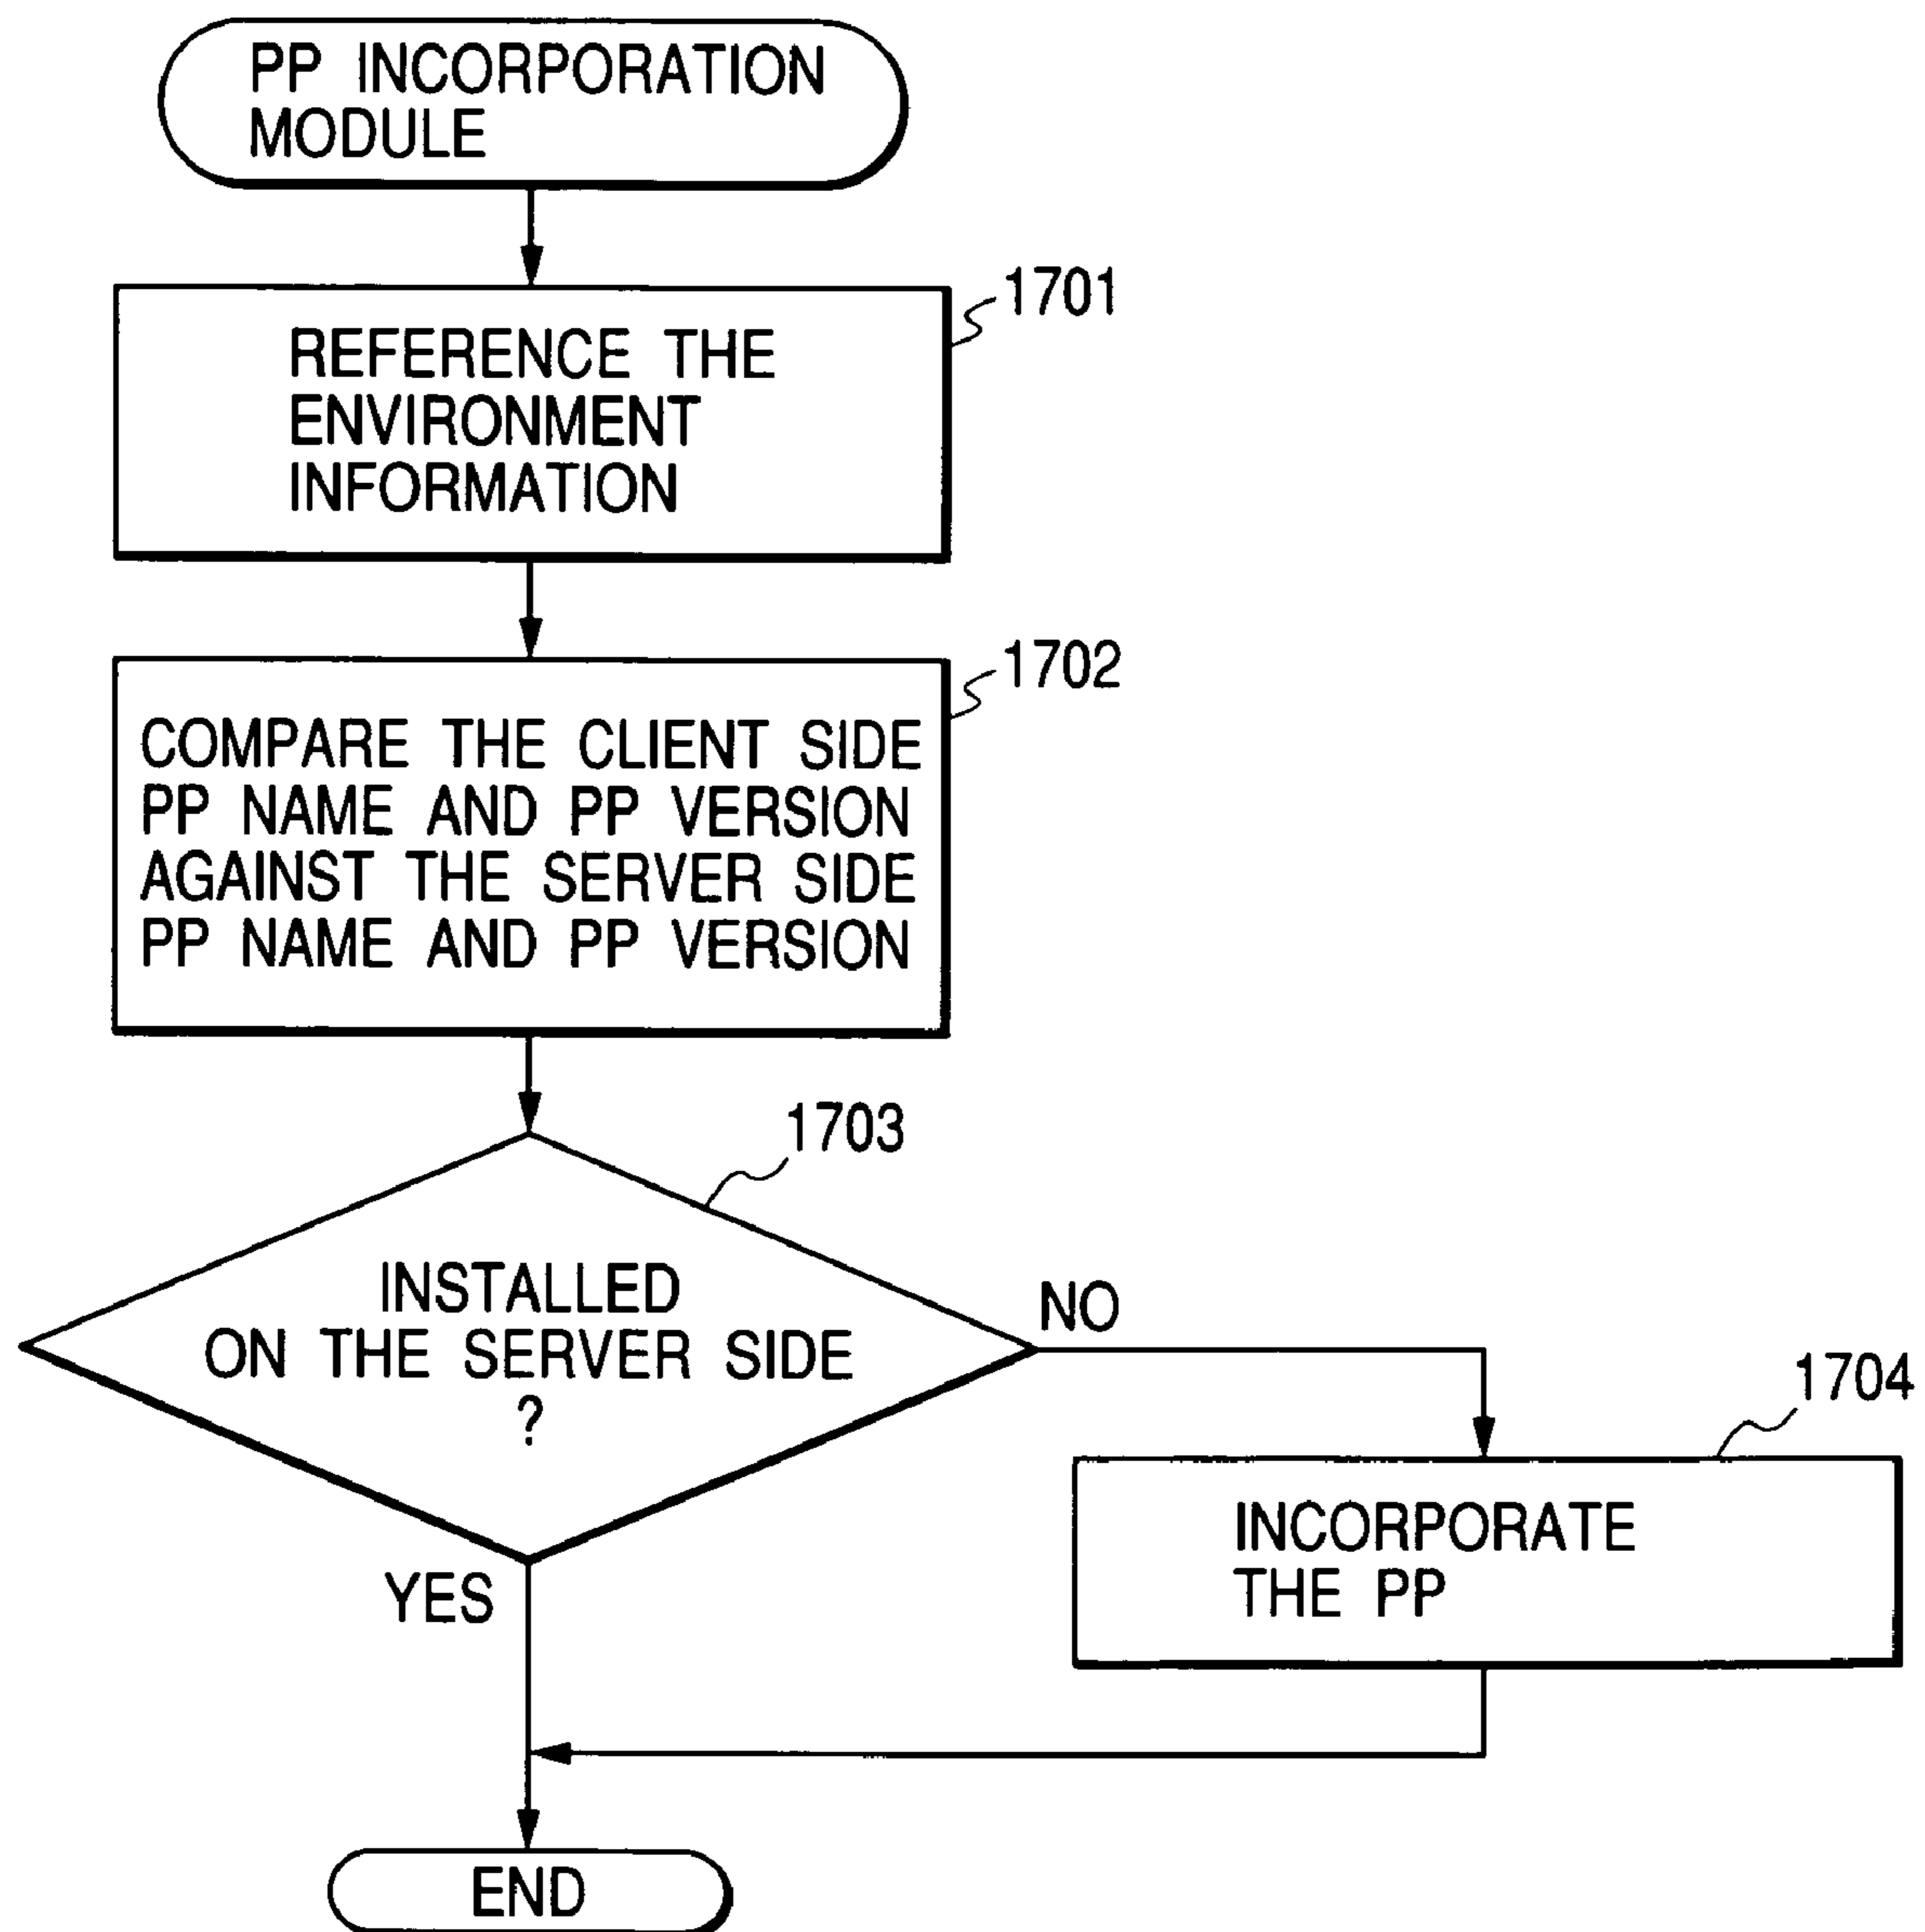 PP INCORPORATION
MODULE
1701
REFERENCE THE
ENVIRONMENT
INFORMATION
1702
COMPARE THE CLIENT SIDE
PP NAME AND PP VERSION
AGAINST THE SERVER SIDE
PP NAME AND PP VERSION
1703
INSTALLED
ON THE SERVER SIDE
?
NO
1704
INCORPORATE
THE PP
YES
END